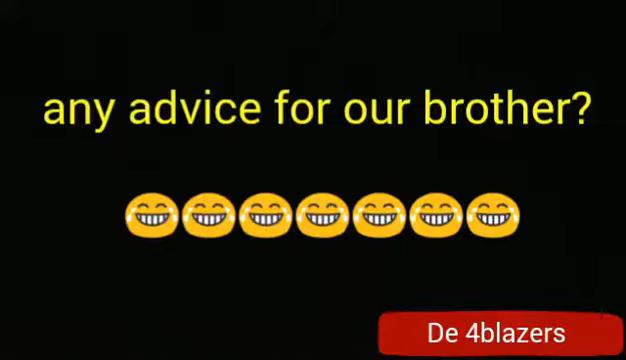 any advice for our brother?
😂😂😂😂😂😂😂
De 4blazers